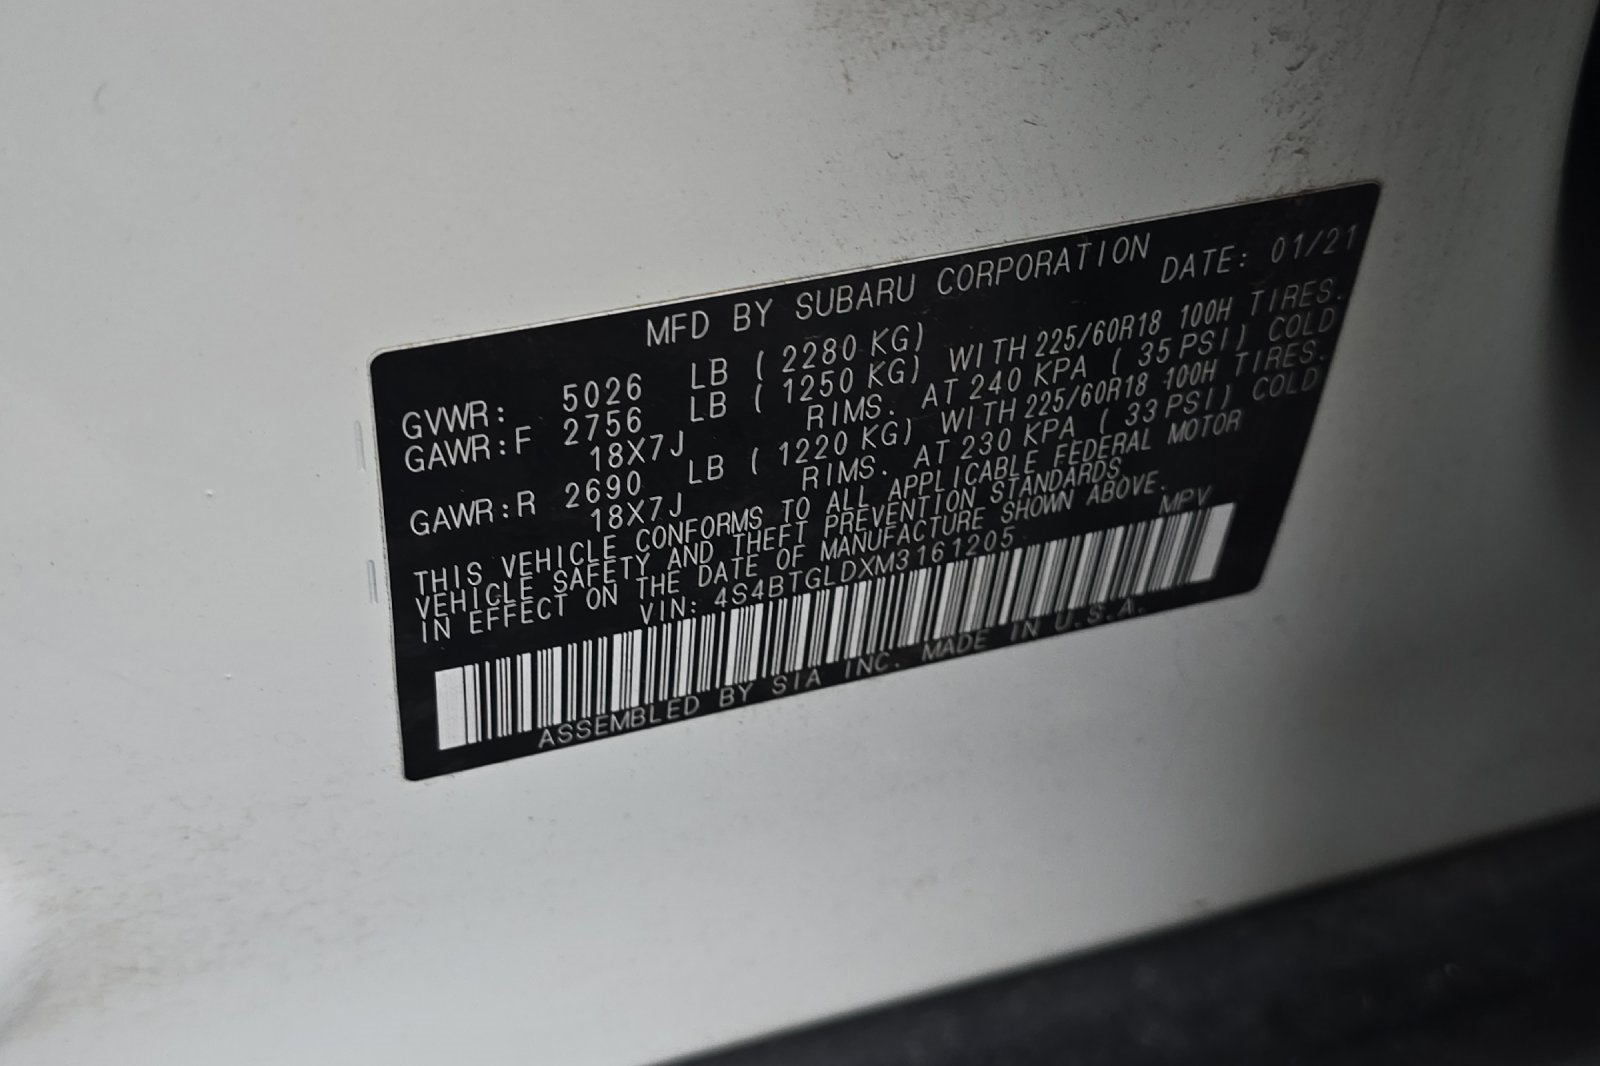 MFD BY SUBARU CORPORATION DATE: 01/21
GVWR: 5026 LB ( 2280 KG)
GAWR:F 2756 LB ( 1250 KG) WITH 225/60R18 100H TIRES.
18X7J RIMS. AT 240 KPA ( 35 PSI) COLD
GAWR:R 2690 LB ( 1220 KG) WITH 225/60R18 100H TIRES.
18X7J RIMS. AT 230 KPA ( 33 PSI) COLD
THIS VEHICLE CONFORMS TO ALL APPLICABLE FEDERAL MOTOR
VEHICLE SAFETY AND THEFT PREVENTION STANDARDS
IN EFFECT ON THE DATE OF MANUFACTURE SHOWN ABOVE.
VIN: 4S4BTGLDXM3161205 MPV
ASSEMBLED BY SIA INC. MADE IN U.S.A.